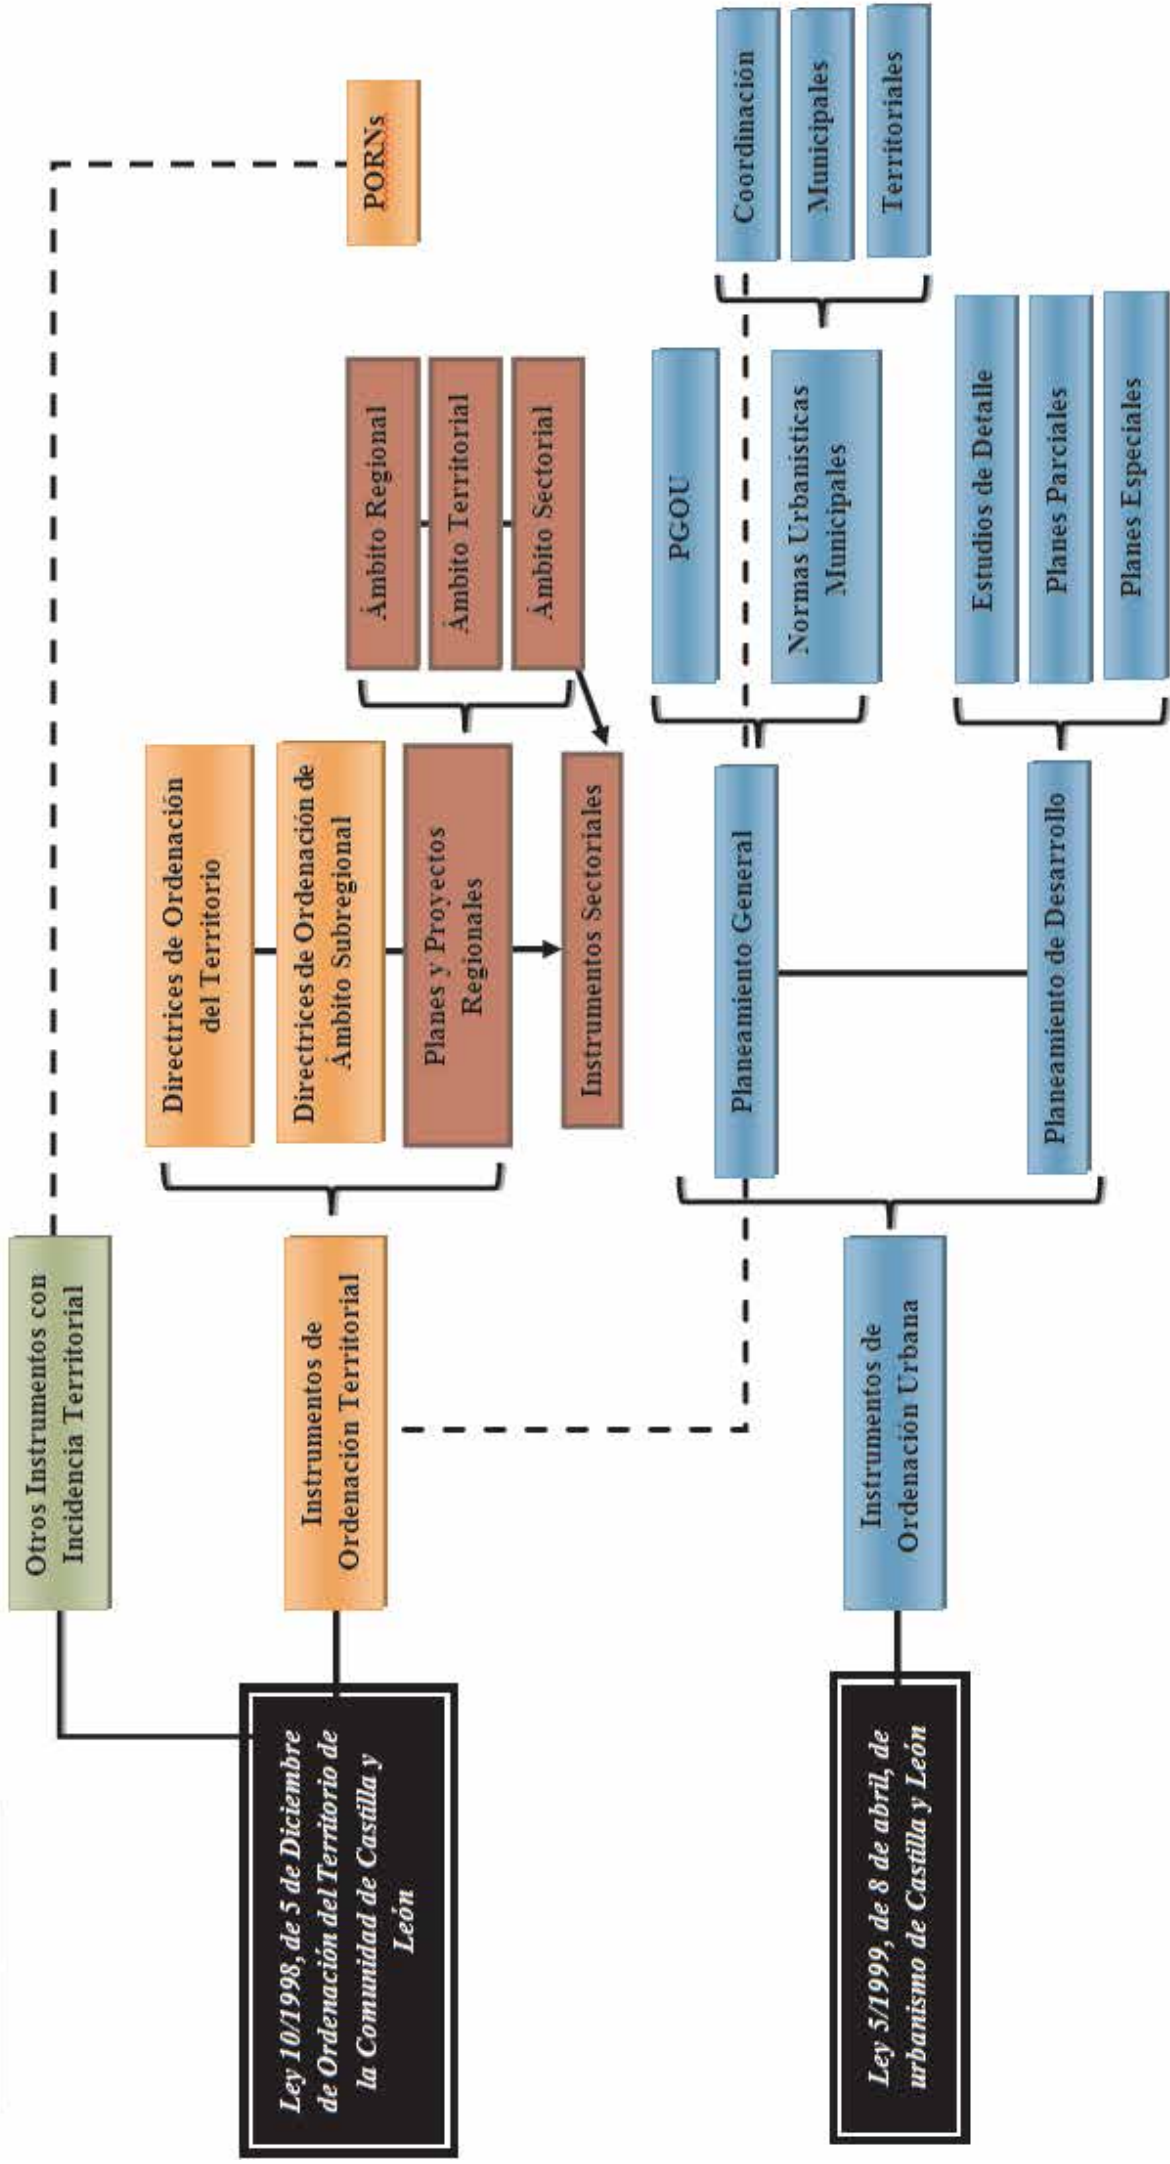 Otros Instrumentos con
Incidencia Territorial
PORNs
Ley 10/1998, de 5 de Diciembre
de Ordenación del Territorio de
la Comunidad de Castilla y
León
Instrumentos de
Ordenación Territorial
Directrices de Ordenación
del Territorio
Directrices de Ordenación de
Ámbito Subregional
Planes y Proyectos
Regionales
Ámbito Regional
Ámbito Territorial
Ámbito Sectorial
Instrumentos Sectoriales
Ley 5/1999, de 8 de abril, de
urbanismo de Castilla y León
Instrumentos de
Ordenación Urbana
Planeamiento General
PGOU
Normas Urbanísticas
Municipales
Coordinación
Municipales
Territoriales
Planeamiento de Desarrollo
Estudios de Detalle
Planes Parciales
Planes Especiales